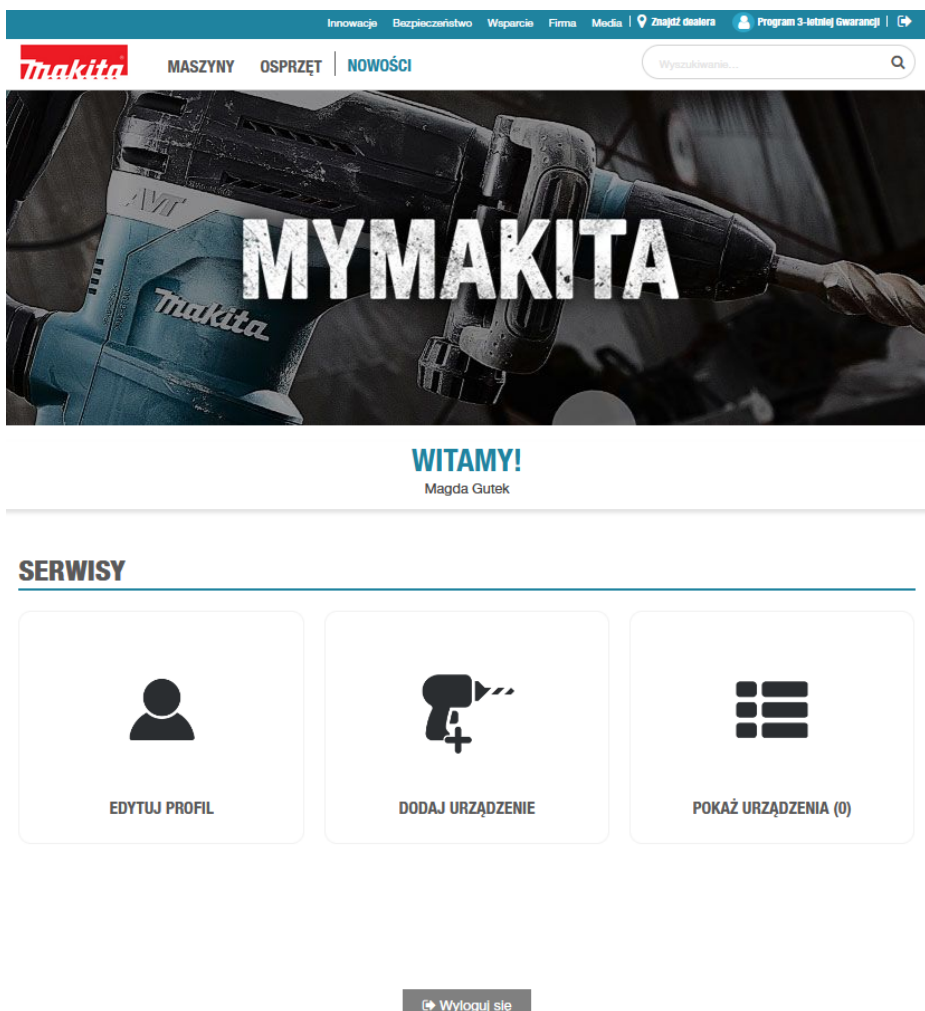 Innowacje Bezpieczeństwo Wsparcie Firma Media Znajdź dealera Program 3-letniej Gwarancji
Makita MASZYNY OSPRZĘT NOWOŚCI Wyszukiwanie...
AVT
Makita
MYMAKITA
WITAMY!
Magda Gutek
SERWISY
EDYTUJ PROFIL DODAJ URZĄDZENIE POKAŻ URZĄDZENIA (0)
Wyloguj się